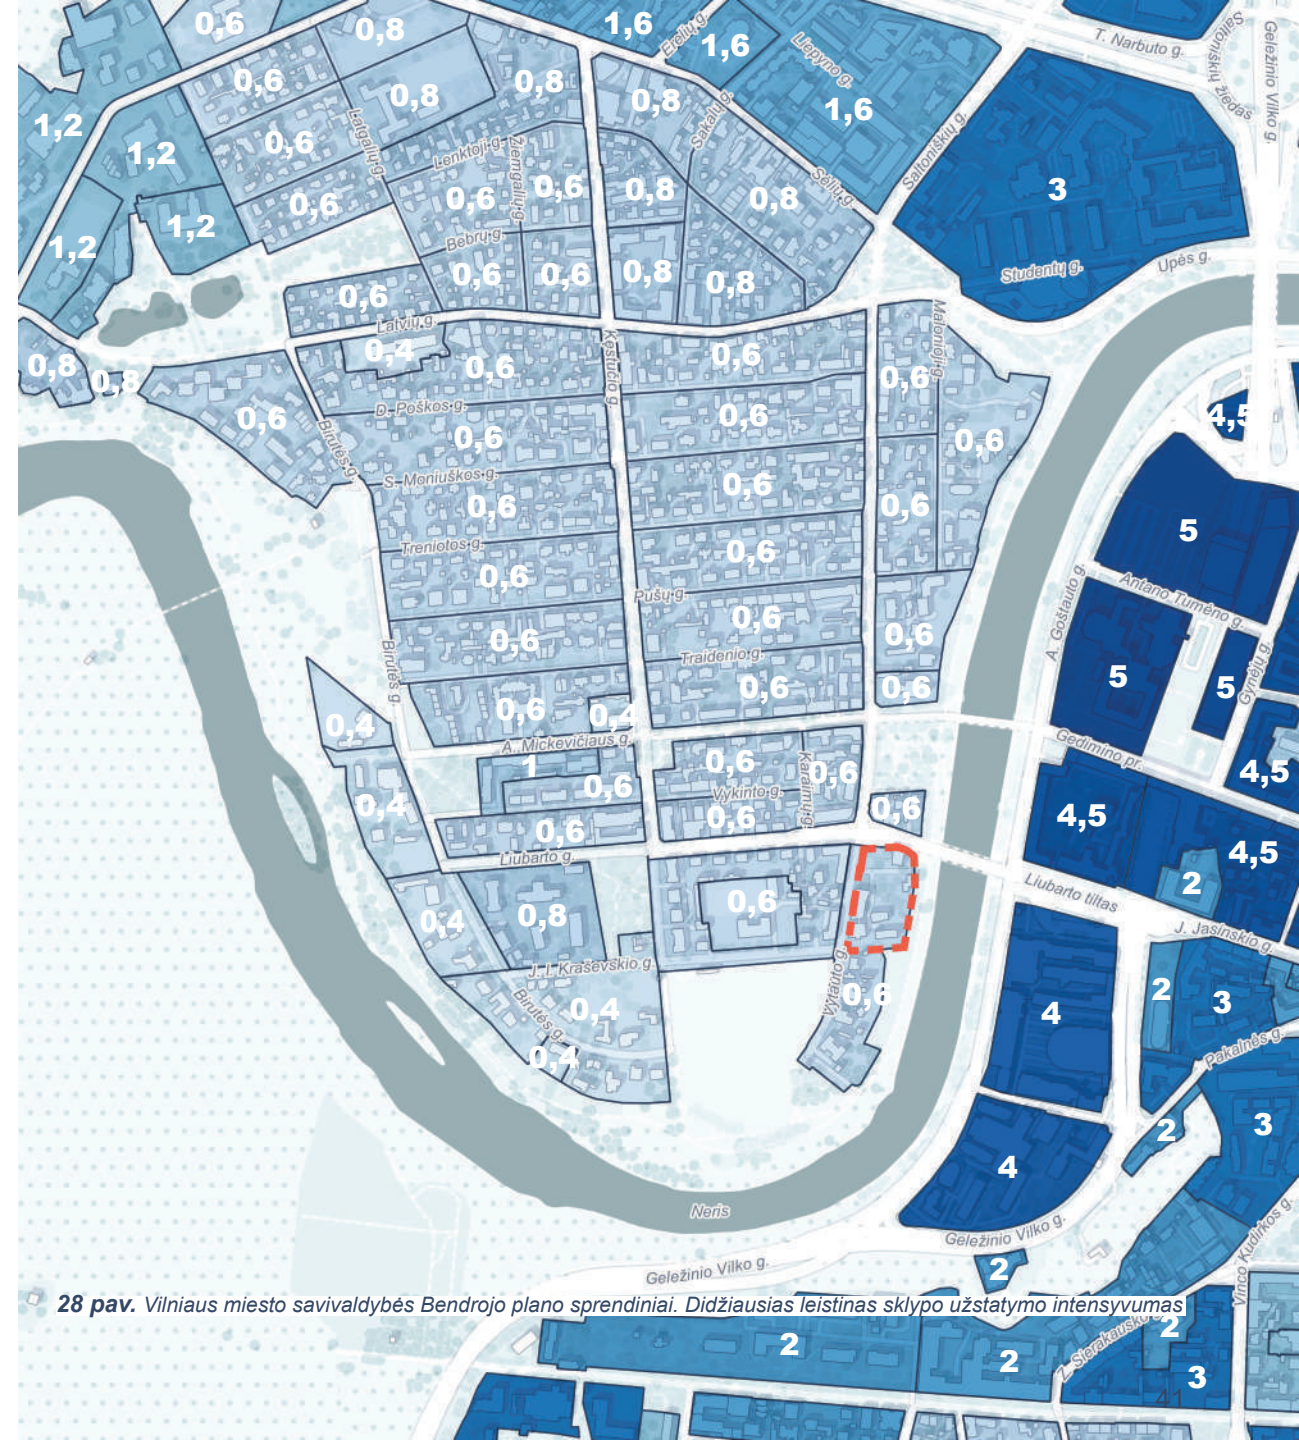 0,6
0,8
1,6
Erelių g.
1,6
Liepyno g.
T. Narbuto g.
Saltoniškių žiedas
Geležinio Vilko g.
0,6
0,8
0,8
0,8
1,6
1,2
1,2
0,6
Latgalių g.
Lenktoji g.
Žiemgalių g.
Sakalų g.
Sėlių g.
Saltoniškių g.
3
0,6
0,6
0,6
0,8
0,8
1,2
1,2
Bebrų g.
0,6
0,6
0,8
0,8
Studentų g.
Upės g.
0,6
Latvių g.
0,4
0,6
Kęstučio g.
0,6
Malonioji g.
0,6
0,8
0,8
0,6
D. Poškos g.
0,6
0,6
0,6
4,5
Birutės g.
S. Moniuškos g.
0,6
0,6
0,6
5
Treniotos g.
0,6
0,6
A. Goštauto g.
Antano Tumėno g.
Pušų g.
0,6
0,6
0,6
Traidenio g.
Birutės g.
0,6
0,6
5
5
Gynėjų g.
0,4
0,6
0,4
A. Mickevičiaus g.
Gedimino pr.
1
0,6
0,6
Karaimų g.
0,6
4,5
0,4
Vykinto g.
0,6
0,6
0,6
4,5
4,5
Liubarto g.
2
Liubarto tiltas
0,4
0,8
0,6
J. Jasinskio g.
J. I. Kraševskio g.
Vytauto g.
0,6
2
3
Birutės g.
0,4
4
Pakalnės g.
0,4
2
3
4
Neris
Geležinio Vilko g.
Vinco Kudirkos g.
Geležinio Vilko g.
2
28 pav. Vilniaus miesto savivaldybės Bendrojo plano sprendiniai. Didžiausias leistinas sklypo užstatymo intensyvumas
2
2
2
Z. Sierakausko
3
41